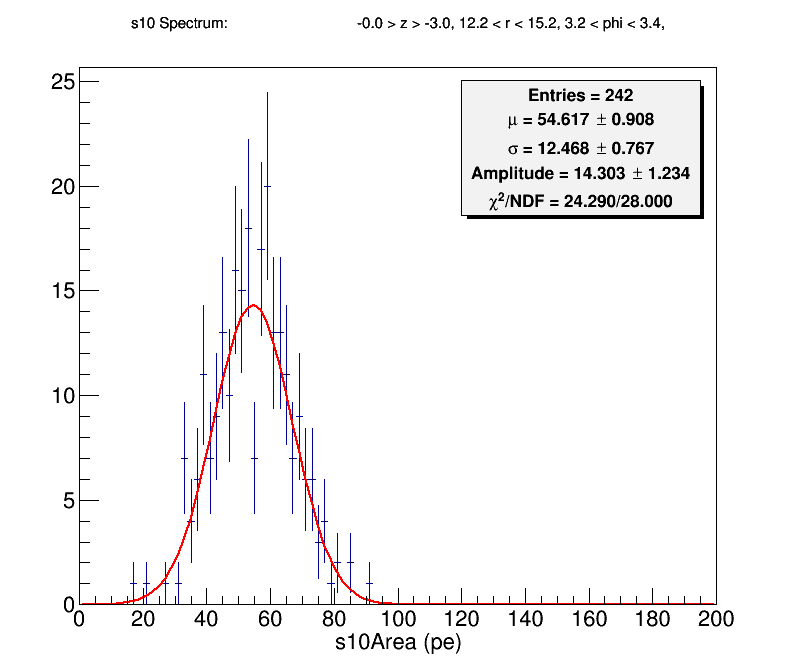 s10 Spectrum: -0.0 > z > -3.0, 12.2 < r < 15.2, 3.2 < phi < 3.4,
Entries = 242
μ = 54.617 ± 0.908
σ = 12.468 ± 0.767
Amplitude = 14.303 ± 1.234
χ²/NDF = 24.290/28.000
25
20
15
10
5
0
0 20 40 60 80 100 120 140 160 180 200
s10Area (pe)